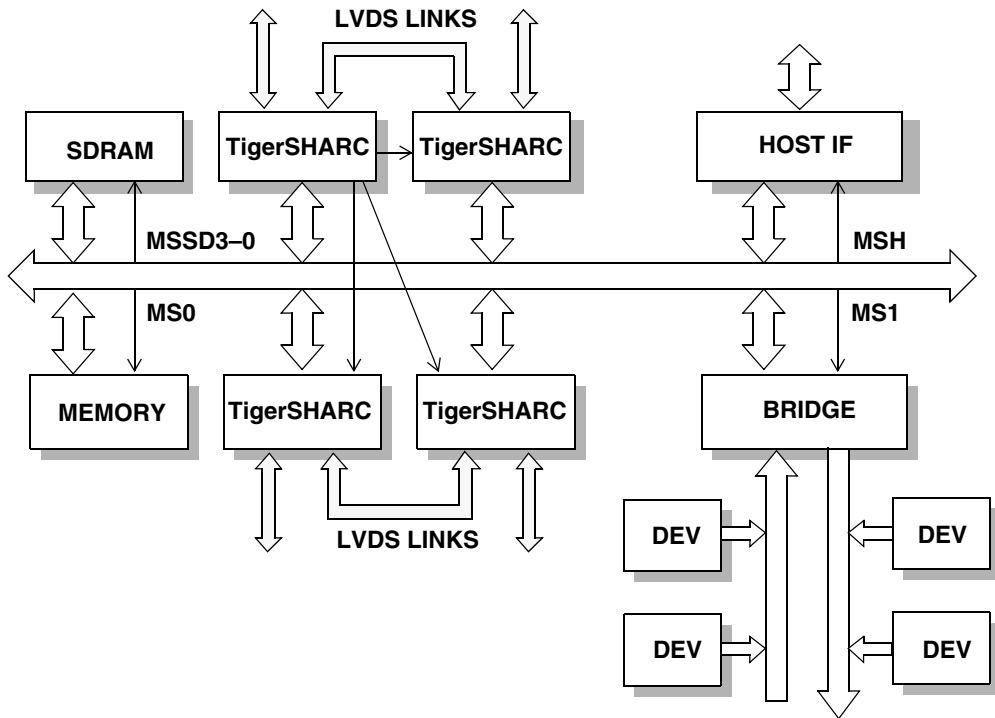 LVDS LINKS
SDRAM
TigerSHARC
TigerSHARC
HOST IF
MSSD3–0
MSH
MS0
MS1
MEMORY
TigerSHARC
TigerSHARC
BRIDGE
LVDS LINKS
DEV
DEV
DEV
DEV